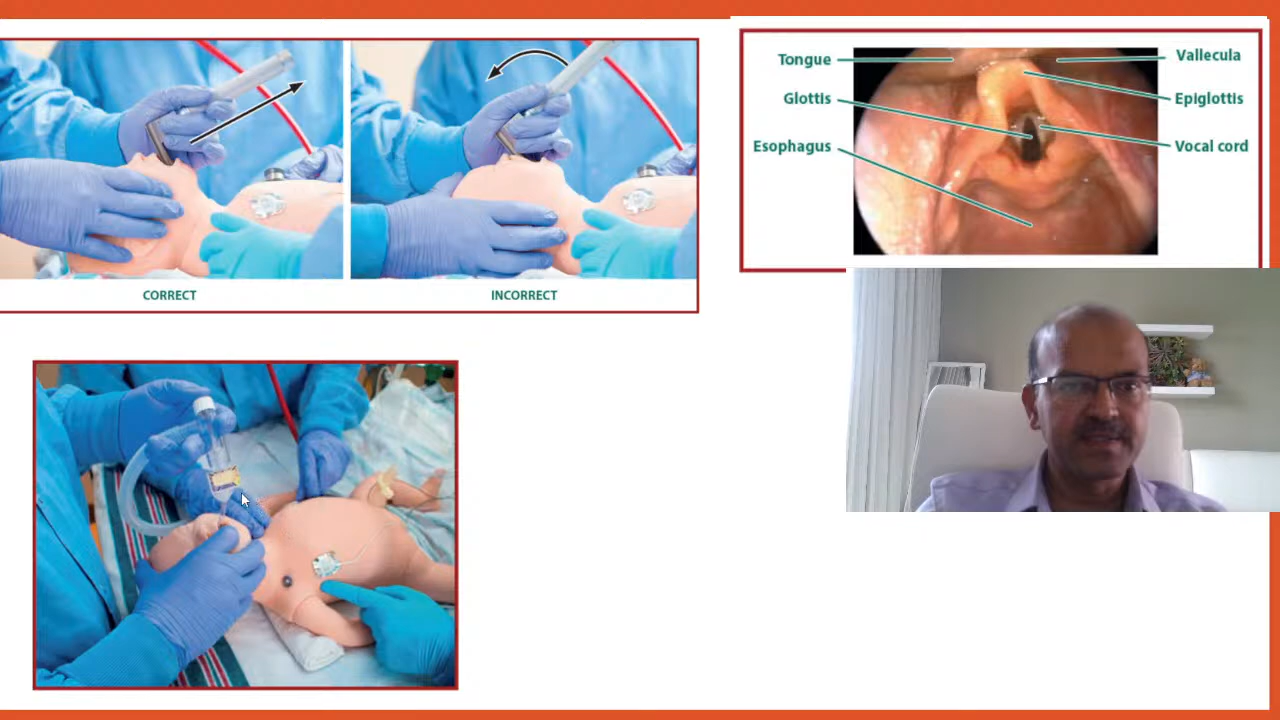 CORRECT
INCORRECT
Tongue
Glottis
Esophagus
Vallecula
Epiglottis
Vocal cord